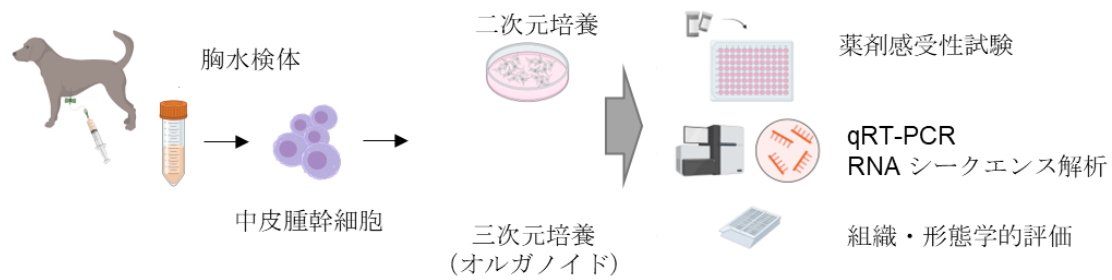 胸水検体
中皮腫幹細胞
二次元培養
三次元培養
(オルガノイド)
薬剤感受性試験
qRT-PCR
RNA シークエンス解析
組織・形態学的評価